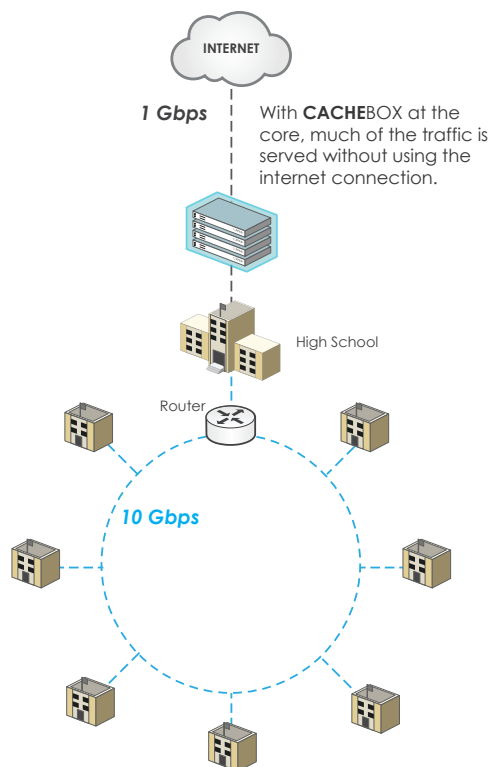 INTERNET
1 Gbps
With CACHEBOX at the
core, much of the traffic is
served without using the
internet connection.
High School
Router
10 Gbps